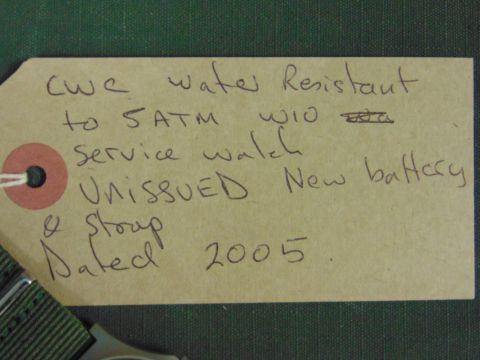 CWC Water Resistant
to 5ATM W10
Service watch
UNISSUED New battery
& strap
Dated 2005.